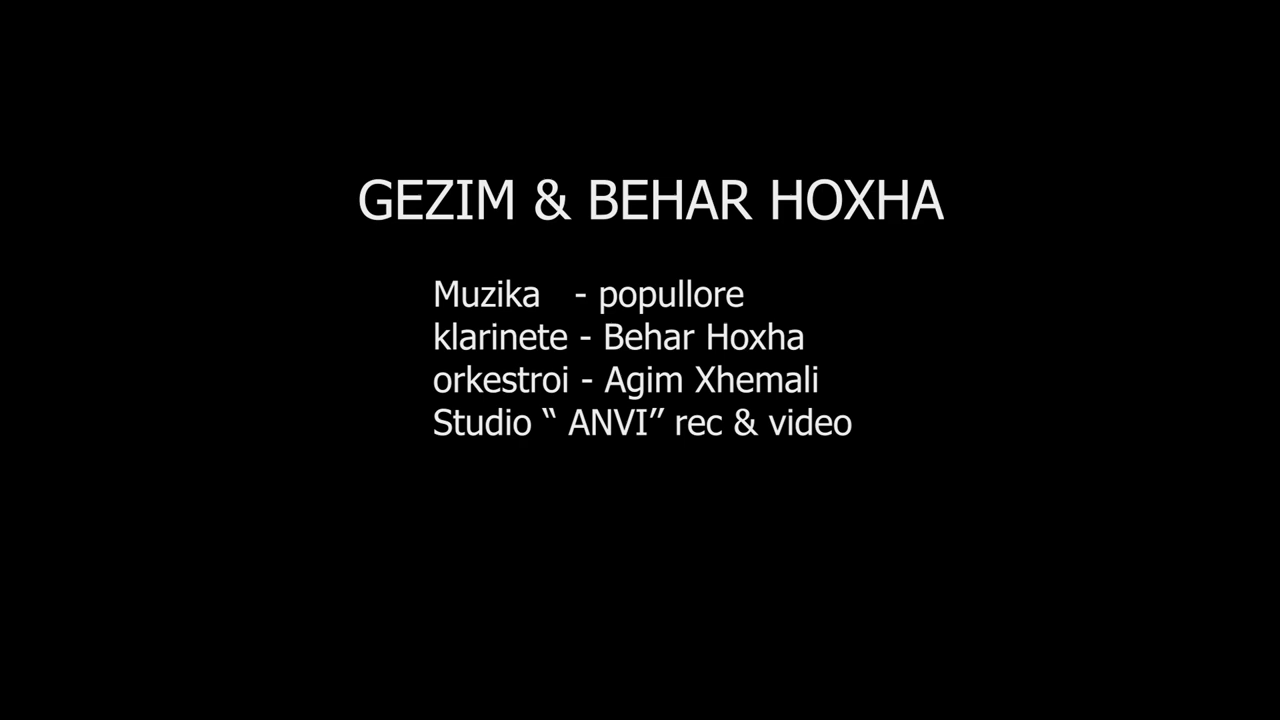 GEZIM & BEHAR HOXHA
Muzika - popullore
klarinete - Behar Hoxha
orkestroi - Agim Xhemali
Studio “ ANVI” rec & video